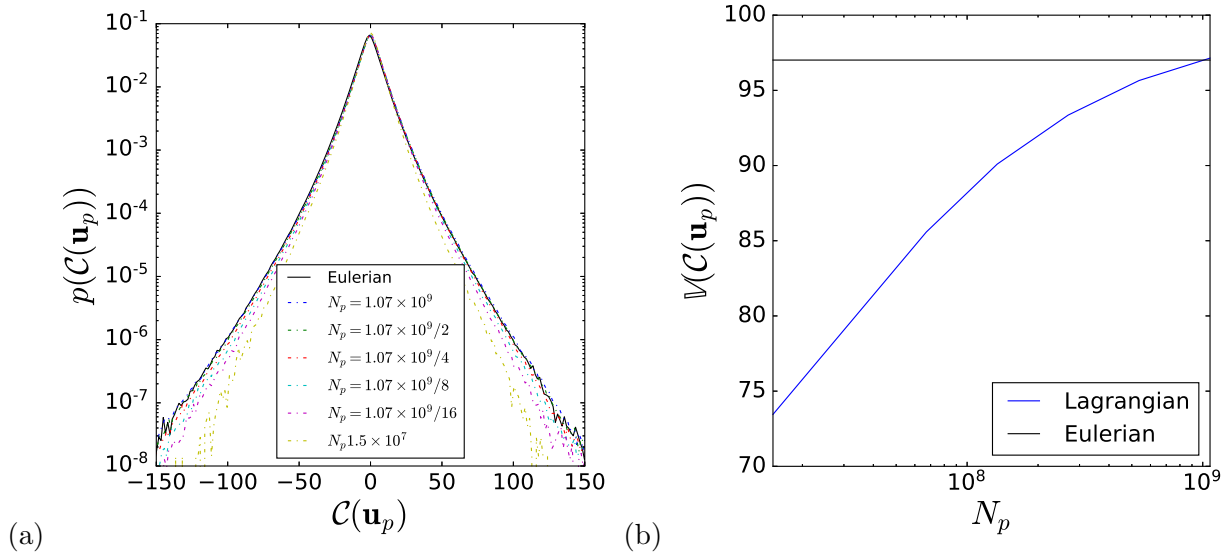 10^{-1}
10^{-2}
10^{-3}
10^{-4}
10^{-5}
10^{-6}
10^{-7}
10^{-8}
p(𝒞(𝐮_p))
Eulerian
N_p = 1.07 × 10^9
N_p = 1.07 × 10^9/2
N_p = 1.07 × 10^9/4
N_p = 1.07 × 10^9/8
N_p = 1.07 × 10^9/16
N_p 1.5 × 10^7
−150 −100 −50 0 50 100 150
𝒞(𝐮_p)
(a)
100
95
90
85
80
75
70
𝕍(𝒞(𝐮_p))
Lagrangian
Eulerian
10^8 10^9
N_p
(b)